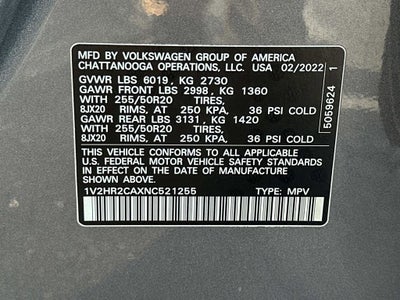 MFD BY VOLKSWAGEN GROUP OF AMERICA
CHATTANOOGA OPERATIONS, LLC. USA 02/2022
GVWR LBS 6019, KG 2730
GAWR FRONT LBS 2998, KG 1360
WITH 255/50R20 TIRES,
8JX20 RIMS, AT 250 KPA. 36 PSI COLD
GAWR REAR LBS 3131, KG 1420
WITH 255/50R20 TIRES,
8JX20 RIMS, AT 250 KPA. 36 PSI COLD
THIS VEHICLE CONFORMS TO ALL APPLICABLE
U.S. FEDERAL MOTOR VEHICLE SAFETY STANDARDS
IN EFFECT ON THE DATE OF MANUFACTURE
SHOWN ABOVE.
1V2HR2CAXNC521255 TYPE: MPV
5059624 1